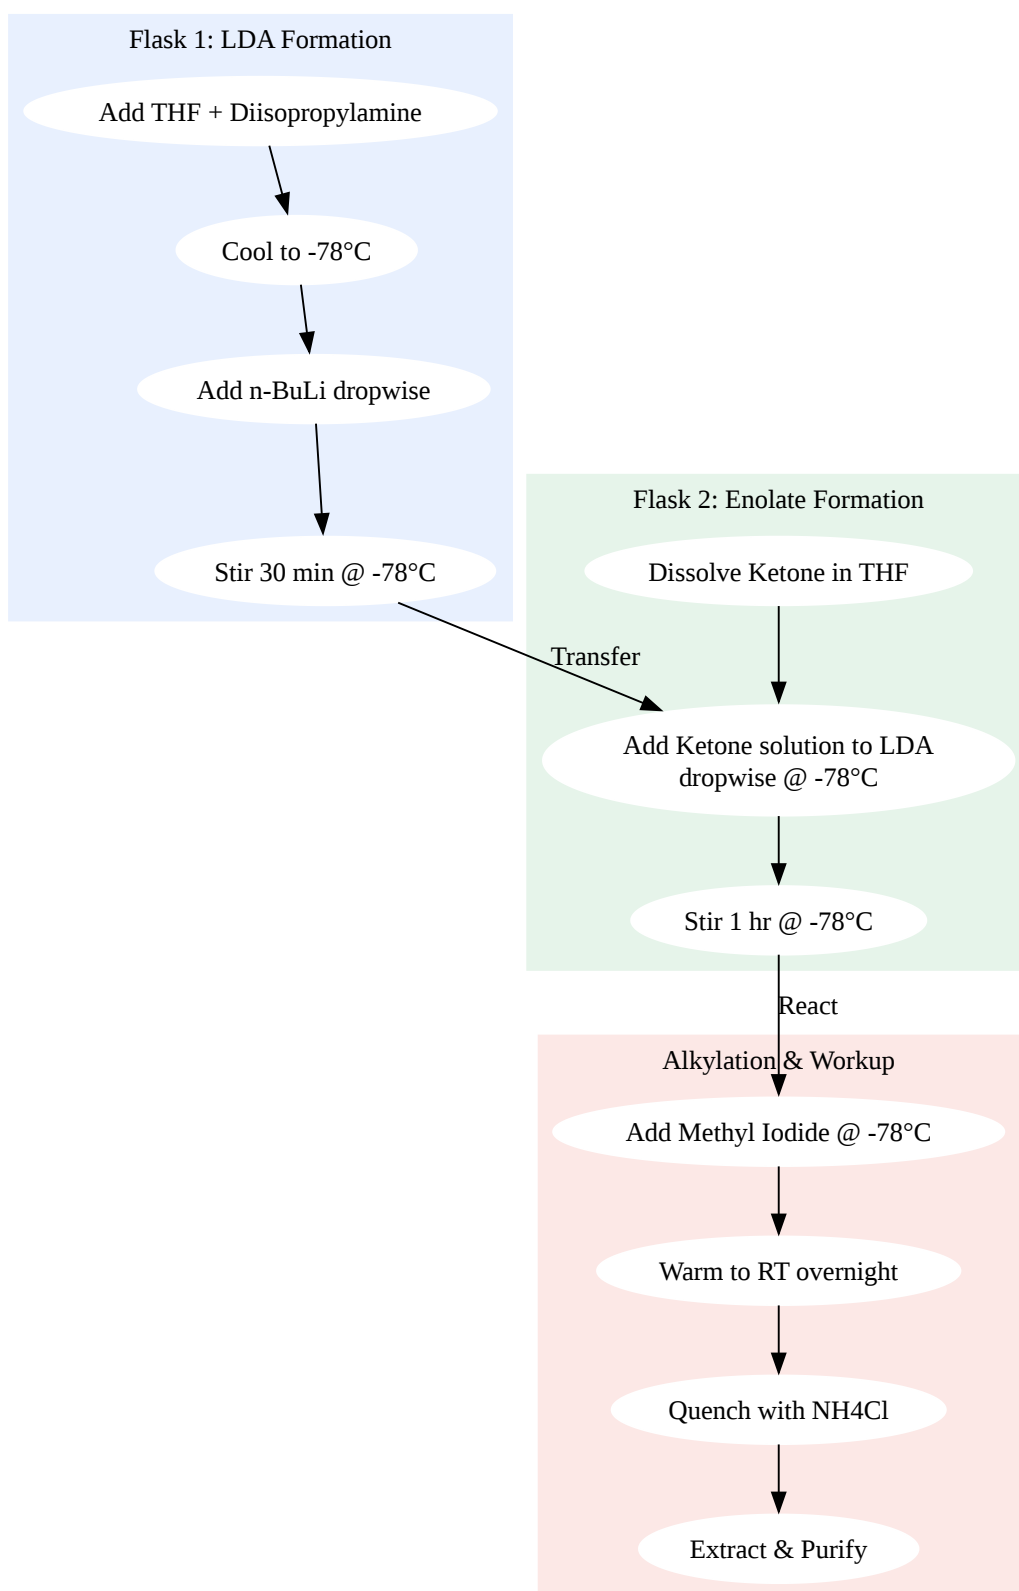 Flask 1: LDA Formation
Add THF + Diisopropylamine
Cool to -78°C
Add n-BuLi dropwise
Stir 30 min @ -78°C
Transfer
Flask 2: Enolate Formation
Dissolve Ketone in THF
Add Ketone solution to LDA
dropwise @ -78°C
Stir 1 hr @ -78°C
React
Alkylation & Workup
Add Methyl Iodide @ -78°C
Warm to RT overnight
Quench with NH4Cl
Extract & Purify